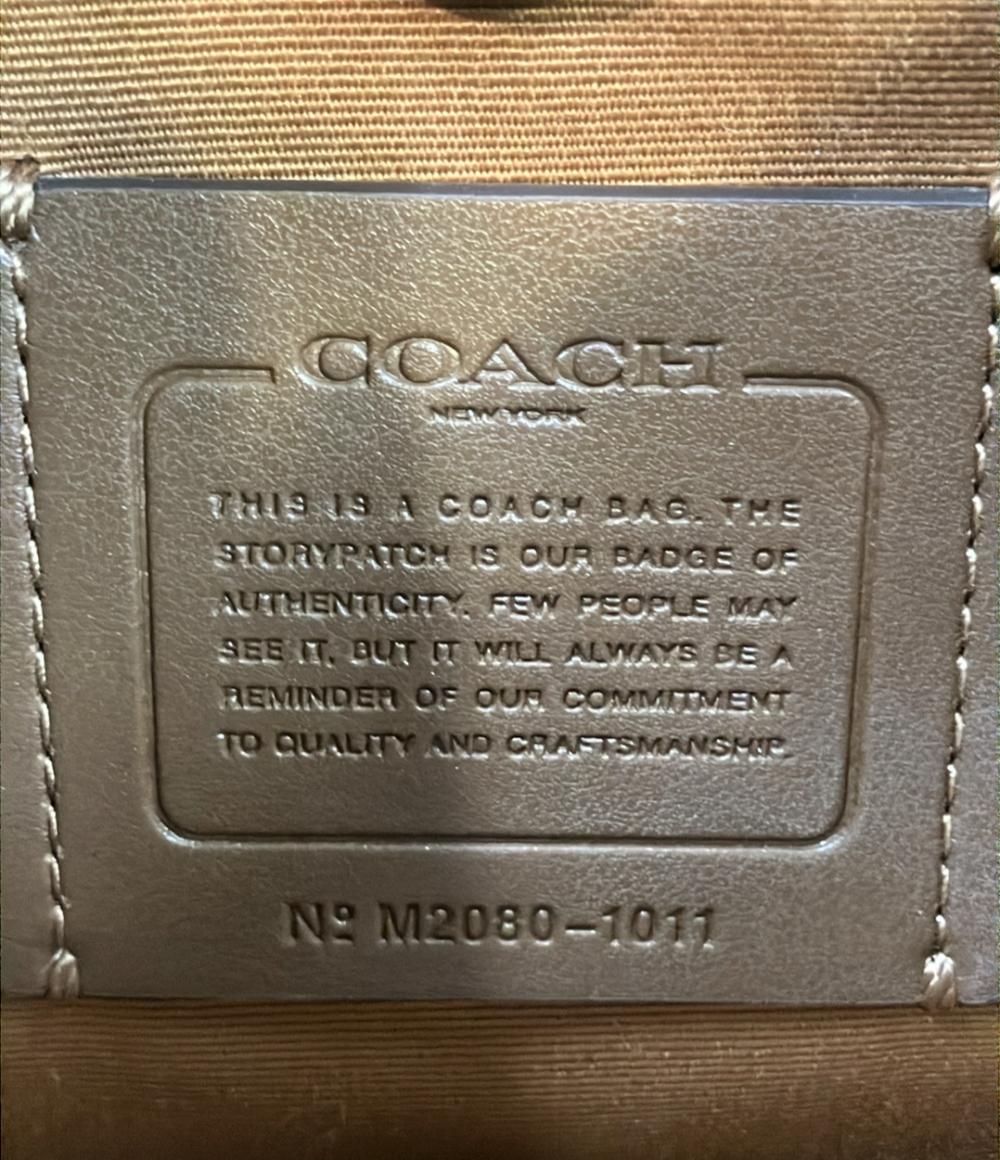 COACH
NEW YORK
THIS IS A COACH BAG. THE
STORYPATCH IS OUR BADGE OF
AUTHENTICITY. FEW PEOPLE MAY
SEE IT, BUT IT WILL ALWAYS BE A
REMINDER OF OUR COMMITMENT
TO QUALITY AND CRAFTSMANSHIP.
Nº M2080-1011